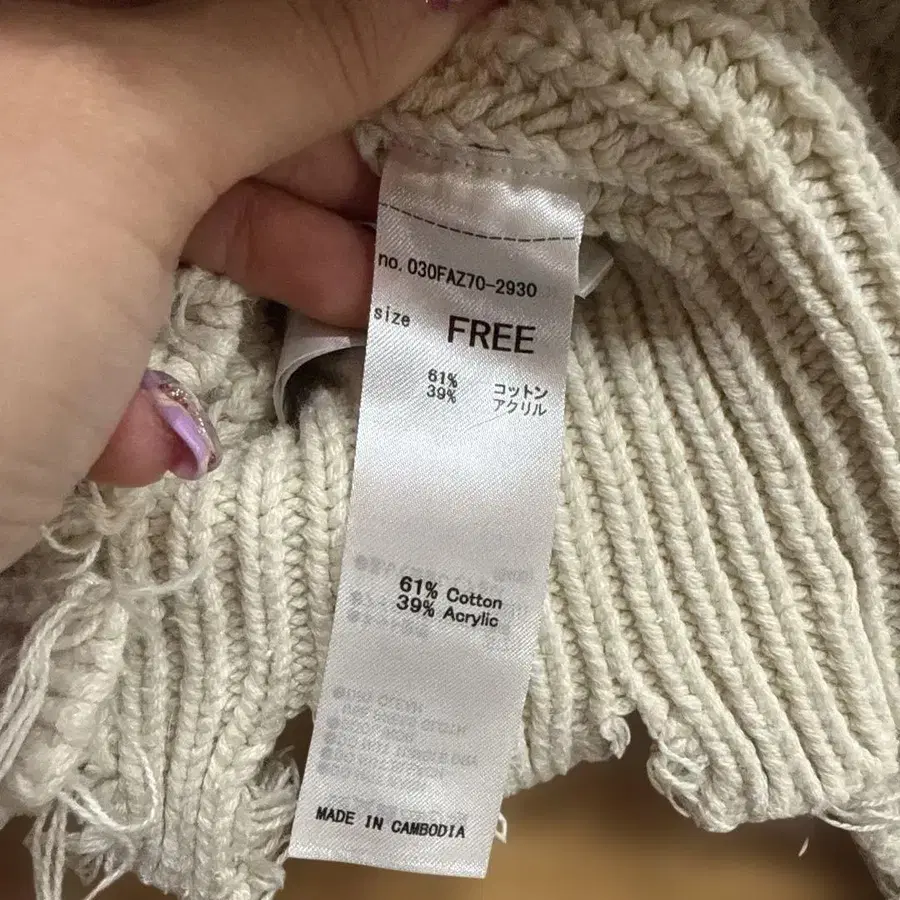 no. 030FAZ70-2930
size FREE
61% コットン
39% アクリル
61% Cotton
39% Acrylic
MADE IN CAMBODIA